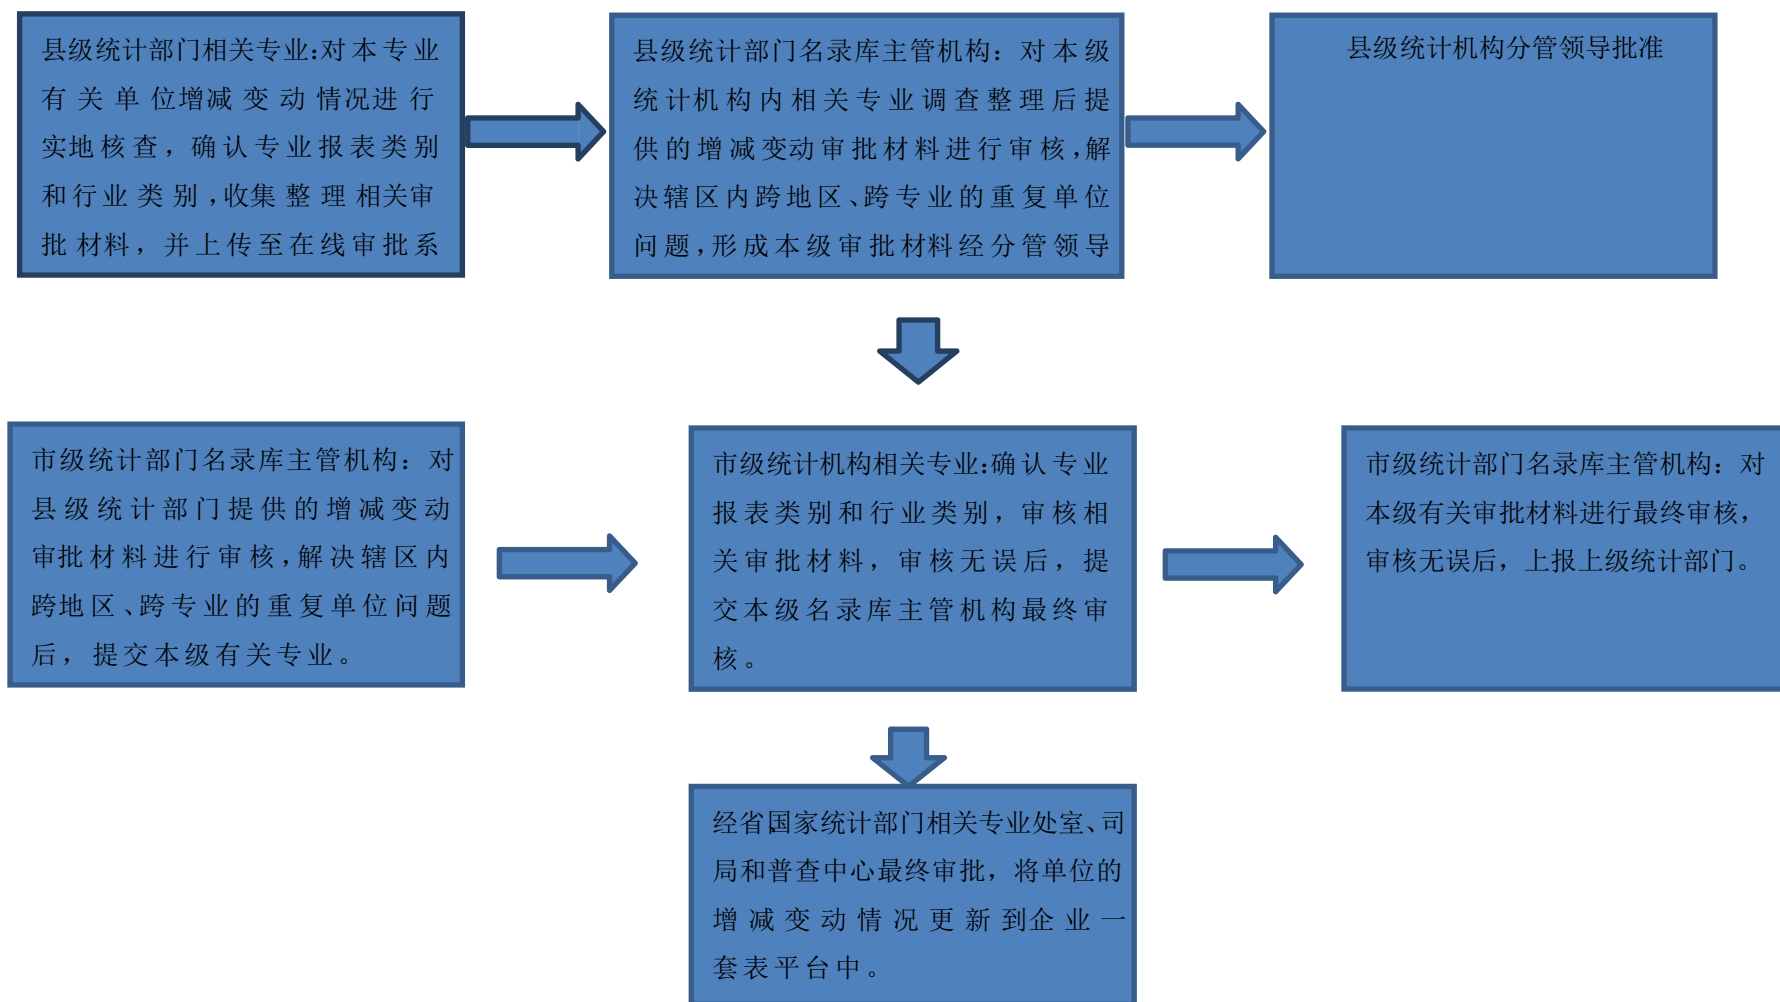 县级统计部门相关专业:对本专业
有关单位增减变动情况进行
实地核查，确认专业报表类别
和行业类别,收集整理相关审
批材料，并上传至在线审批系
县级统计部门名录库主管机构：对本级
统计机构内相关专业调查整理后提
供的增减变动审批材料进行审核,解
决辖区内跨地区、跨专业的重复单位
问题,形成本级审批材料经分管领导
县级统计机构分管领导批准
市级统计部门名录库主管机构：对
县级统计部门提供的增减变动
审批材料进行审核,解决辖区内
跨地区、跨专业的重复单位问题
后，提交本级有关专业。
市级统计机构相关专业:确认专业
报表类别和行业类别，审核相
关审批材料，审核无误后，提
交本级名录库主管机构最终审
核。
市级统计部门名录库主管机构：对
本级有关审批材料进行最终审核，
审核无误后，上报上级统计部门。
经省国家统计部门相关专业处室、司
局和普查中心最终审批，将单位的
增减变动情况更新到企业一
套表平台中。